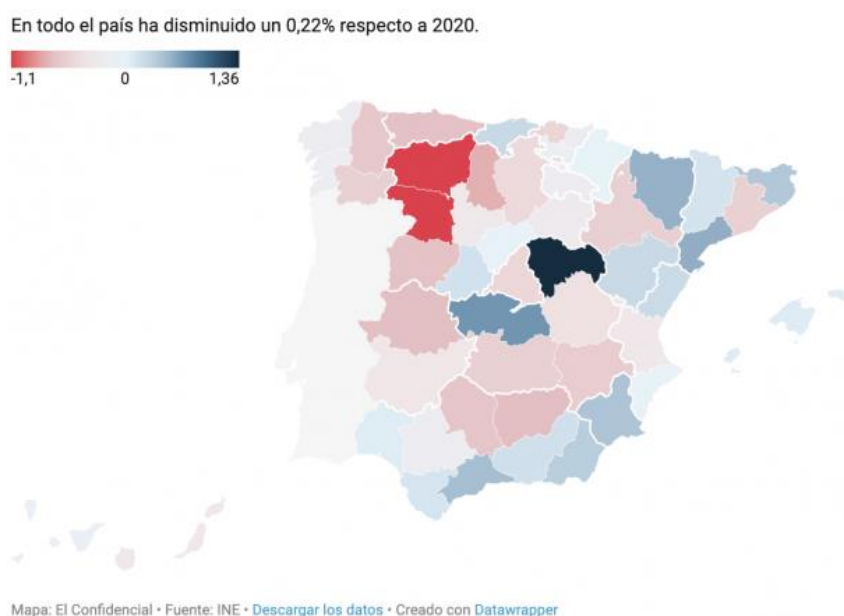 En todo el país ha disminuido un 0,22% respecto a 2020.
-1,1 0 1,36
Mapa: El Confidencial • Fuente: INE • Descargar los datos • Creado con Datawrapper